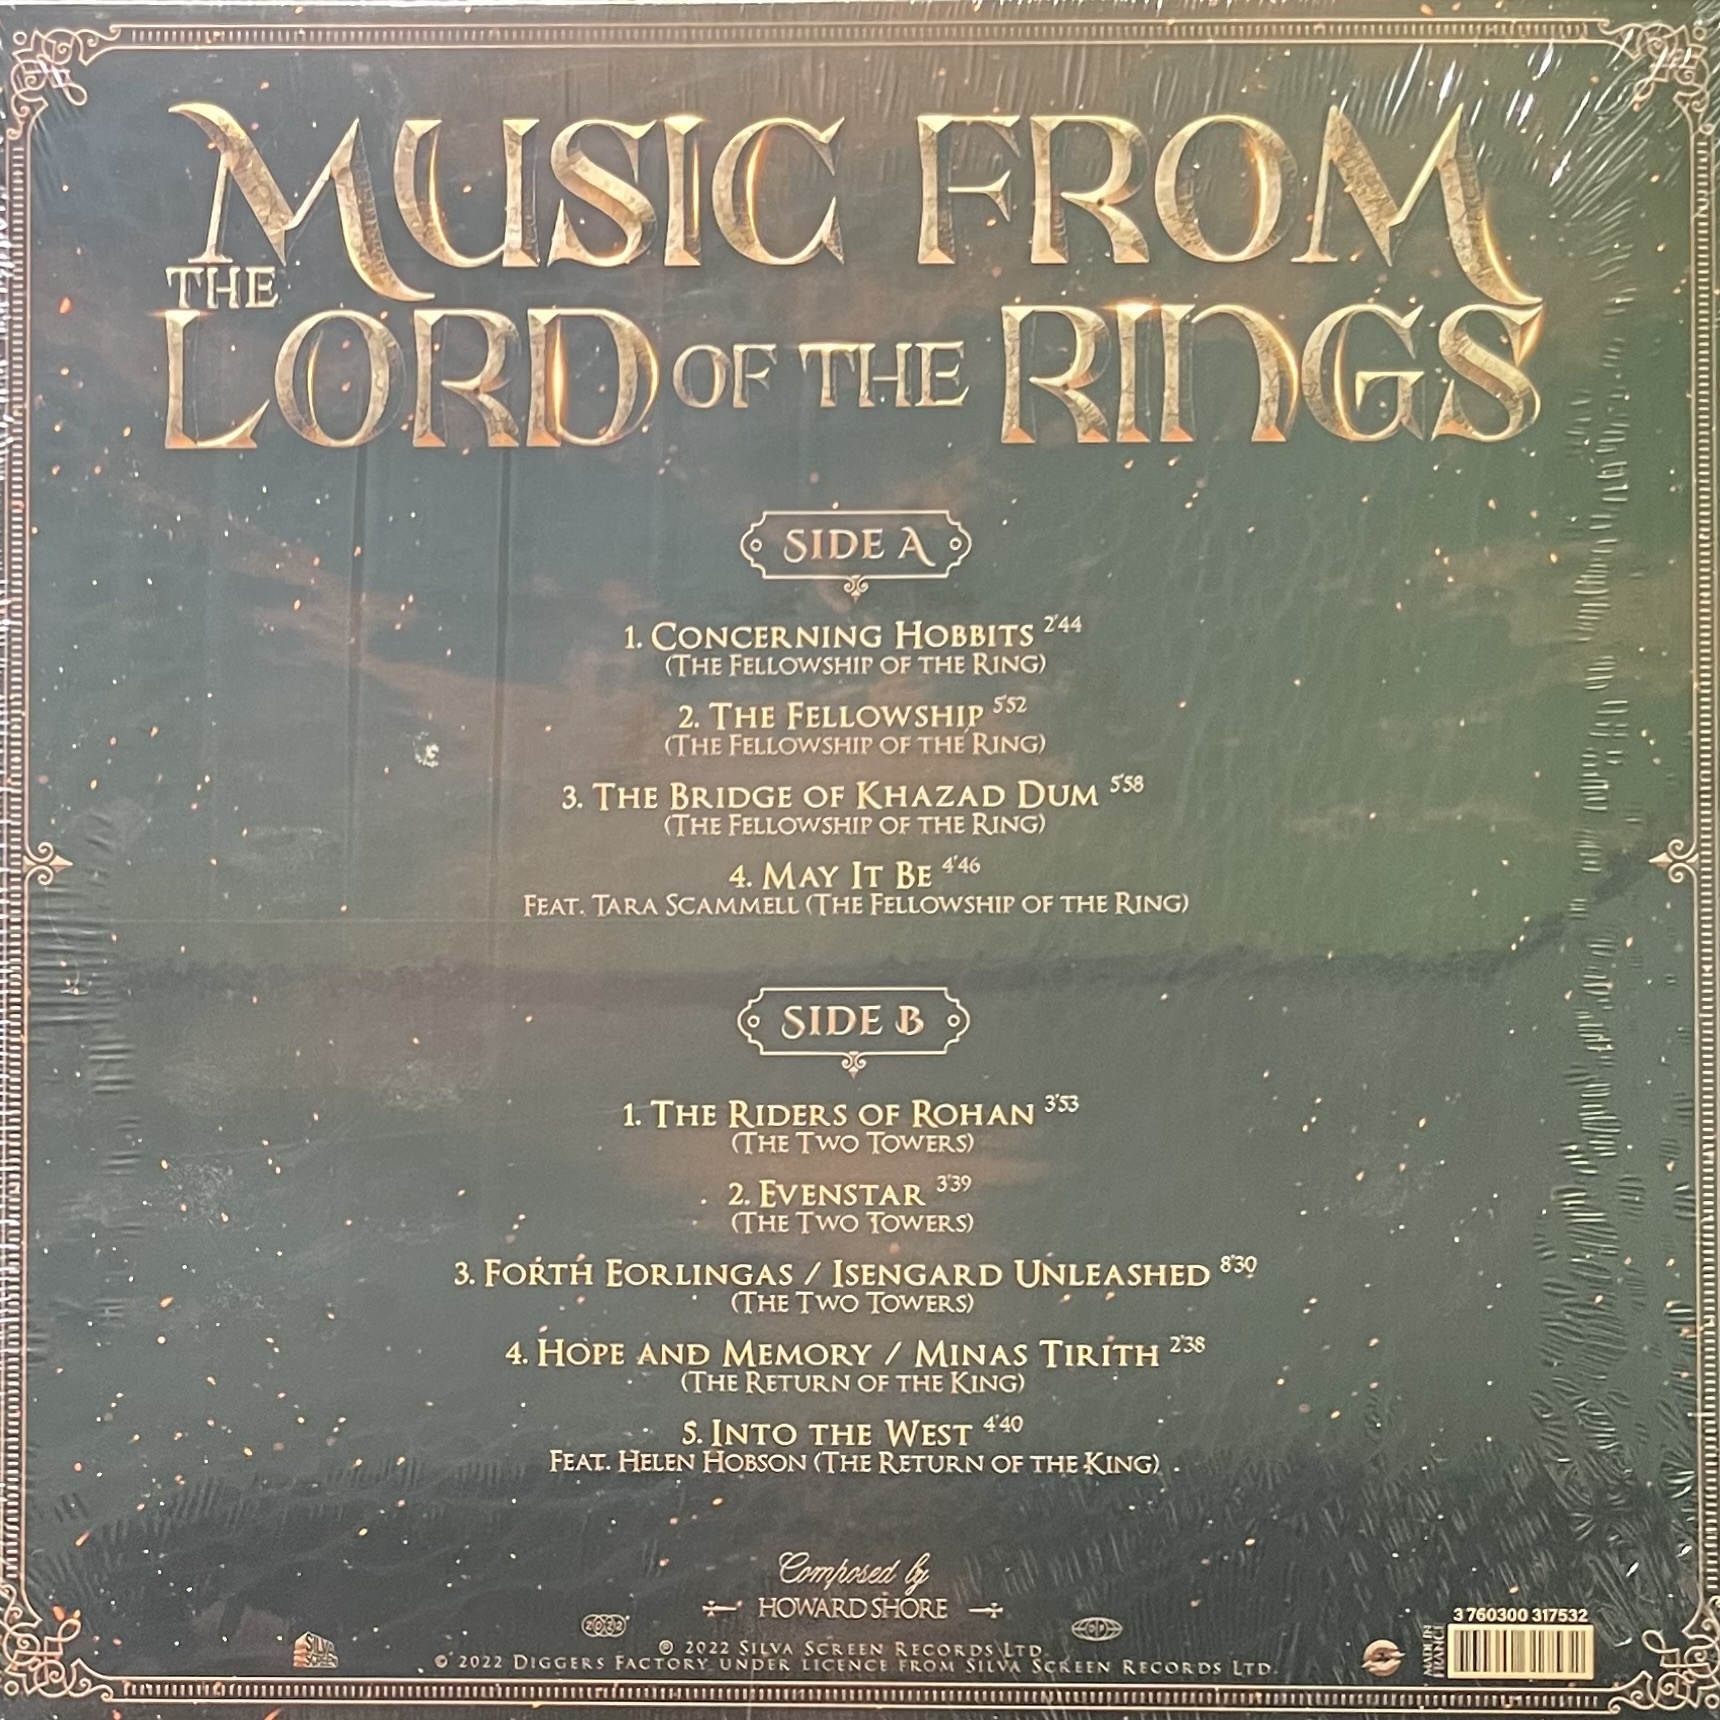 MUSIC FROM
THE
LORD OF THE RINGS
SIDE A
1. CONCERNING HOBBITS 2'44
(THE FELLOWSHIP OF THE RING)
2. THE FELLOWSHIP 5'52
(THE FELLOWSHIP OF THE RING)
3. THE BRIDGE OF KHAZAD DUM 5'58
(THE FELLOWSHIP OF THE RING)
4. MAY IT BE 4'46
FEAT. TARA SCAMMELL (THE FELLOWSHIP OF THE RING)
SIDE B
1. THE RIDERS OF ROHAN 3'53
(THE TWO TOWERS)
2. EVENSTAR 3'39
(THE TWO TOWERS)
3. FORTH EORLINGAS / ISENGARD UNLEASHED 8'30
(THE TWO TOWERS)
4. HOPE AND MEMORY / MINAS TIRITH 2'38
(THE RETURN OF THE KING)
5. INTO THE WEST 4'40
FEAT. HELEN HOBSON (THE RETURN OF THE KING)
Composed by
HOWARD SHORE
2022
℗ 2022 SILVA SCREEN RECORDS LTD
© 2022 DIGGERS FACTORY UNDER LICENCE FROM SILVA SCREEN RECORDS LTD.
SILVA
SCREEN
MADE IN
FRANCE
3 760300 317532